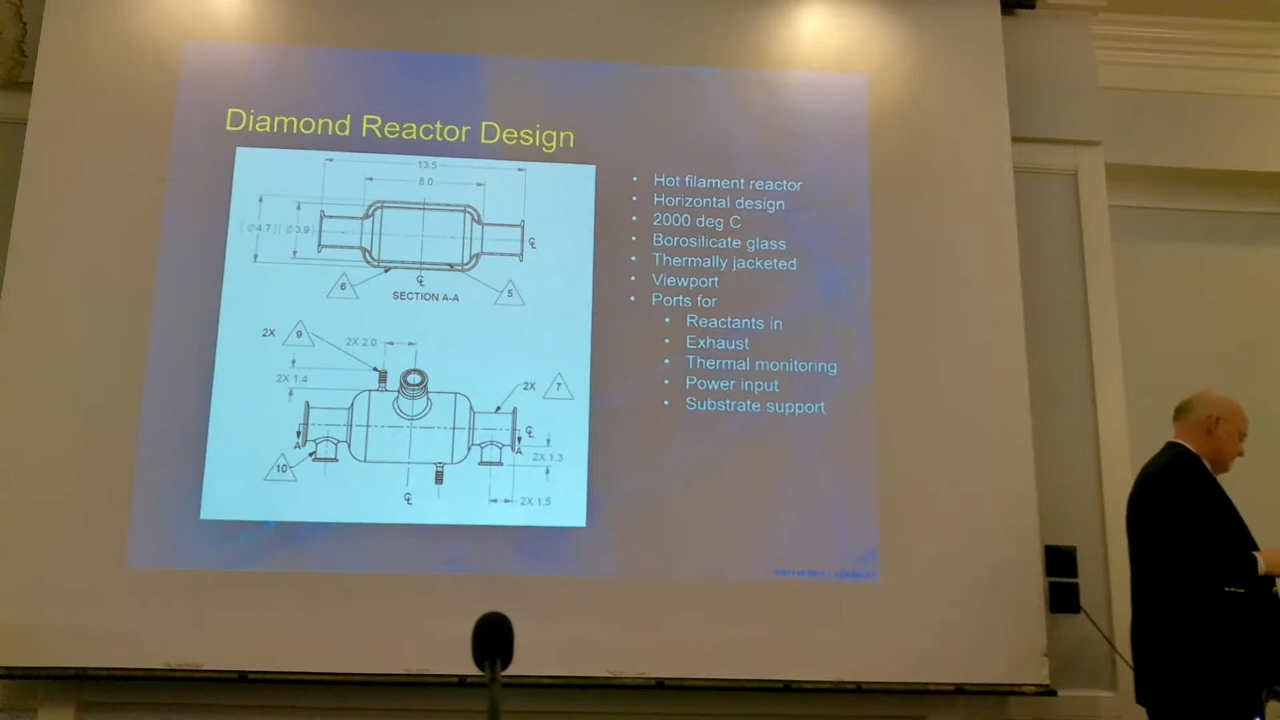 Diamond Reactor Design
13.5
8.0
(Ø4.7)
(Ø3.9)
℄
℄
6
5
SECTION A-A
2X 9
2X 2.0
2X 1.4
2X 7
℄
A
A
2X 1.3
10
℄
2X 1.5
• Hot filament reactor
• Horizontal design
• 2000 deg C
• Borosilicate glass
• Thermally jacketed
• Viewport
• Ports for
• Reactants in
• Exhaust
• Thermal monitoring
• Power input
• Substrate support